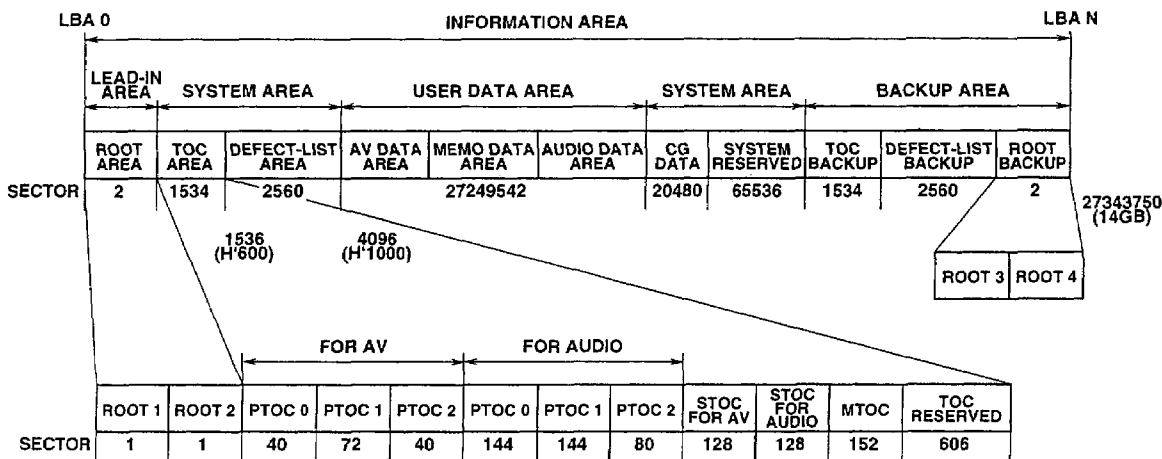 LBA 0
INFORMATION AREA
LBA N
LEAD-IN AREA
SYSTEM AREA
USER DATA AREA
SYSTEM AREA
BACKUP AREA
ROOT AREA
TOC AREA
DEFECT-LIST AREA
AV DATA AREA
MEMO DATA AREA
AUDIO DATA AREA
CG DATA
SYSTEM RESERVED
TOC BACKUP
DEFECT-LIST BACKUP
ROOT BACKUP
SECTOR 2 1534 2560 27249542 20480 65536 1534 2560 2
27343750
(14GB)
1536
(H'600)
4096
(H'1000)
ROOT 3 ROOT 4
FOR AV
FOR AUDIO
ROOT 1
ROOT 2
PTOC 0
PTOC 1
PTOC 2
PTOC 0
PTOC 1
PTOC 2
STOC FOR AV
STOC FOR AUDIO
MTOC
TOC RESERVED
SECTOR 1 1 40 72 40 144 144 80 128 128 152 606